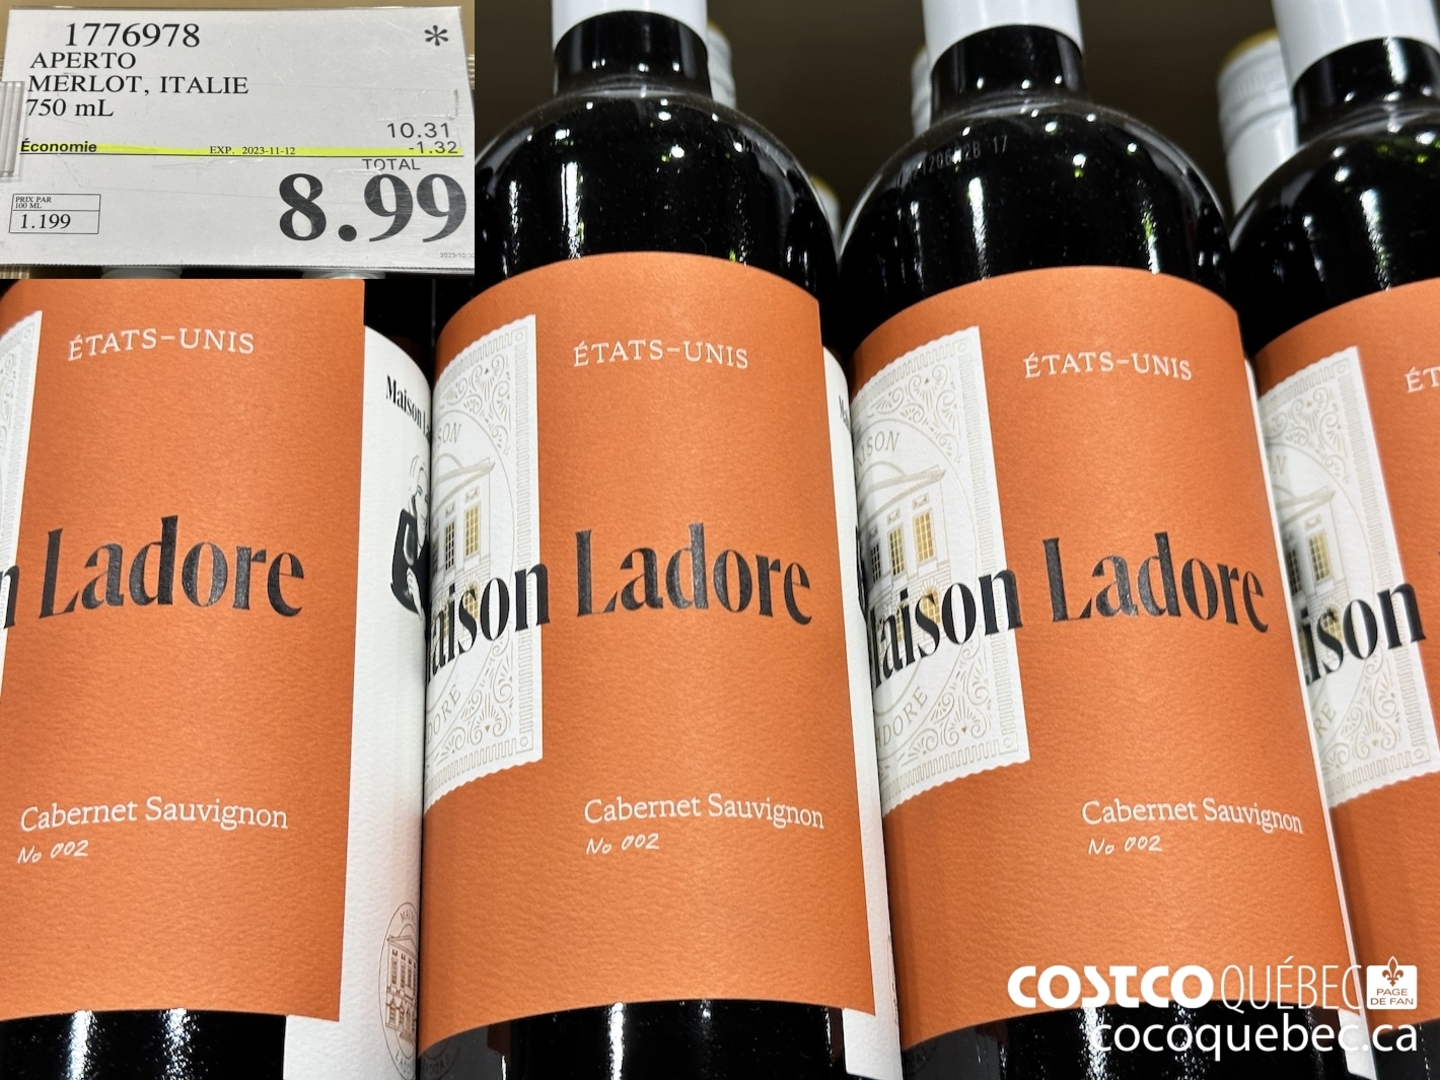 1776978 *
APERTO
MERLOT, ITALIE
750 mL
10.31
Économie EXP. 2023-11-12 -1.32
TOTAL
8.99
PRIX PAR
100 ML
1.199
ÉTATS-UNIS
Ladore
Cabernet Sauvignon
No 002
Maison
ÉTATS-UNIS
Ladore
Cabernet Sauvignon
No 002
ÉTATS-UNIS
Maison Ladore
Cabernet Sauvignon
No 002
COSTCO QUÉBEC
PAGE
DE FAN
cocoquebec.ca